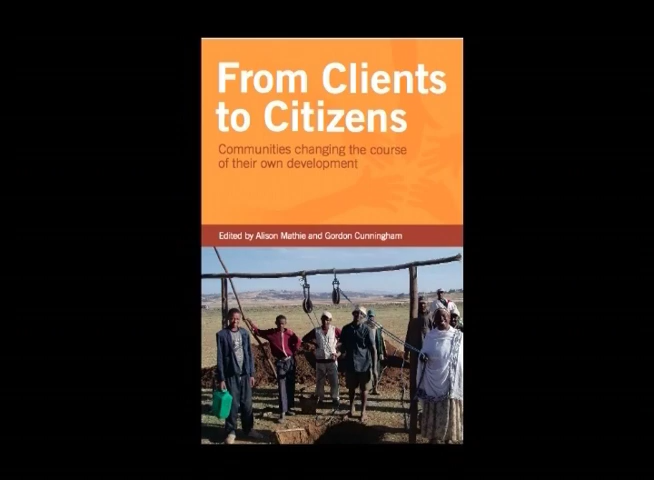 From Clients
to Citizens
Communities changing the course
of their own development
Edited by Alison Mathie and Gordon Cunningham